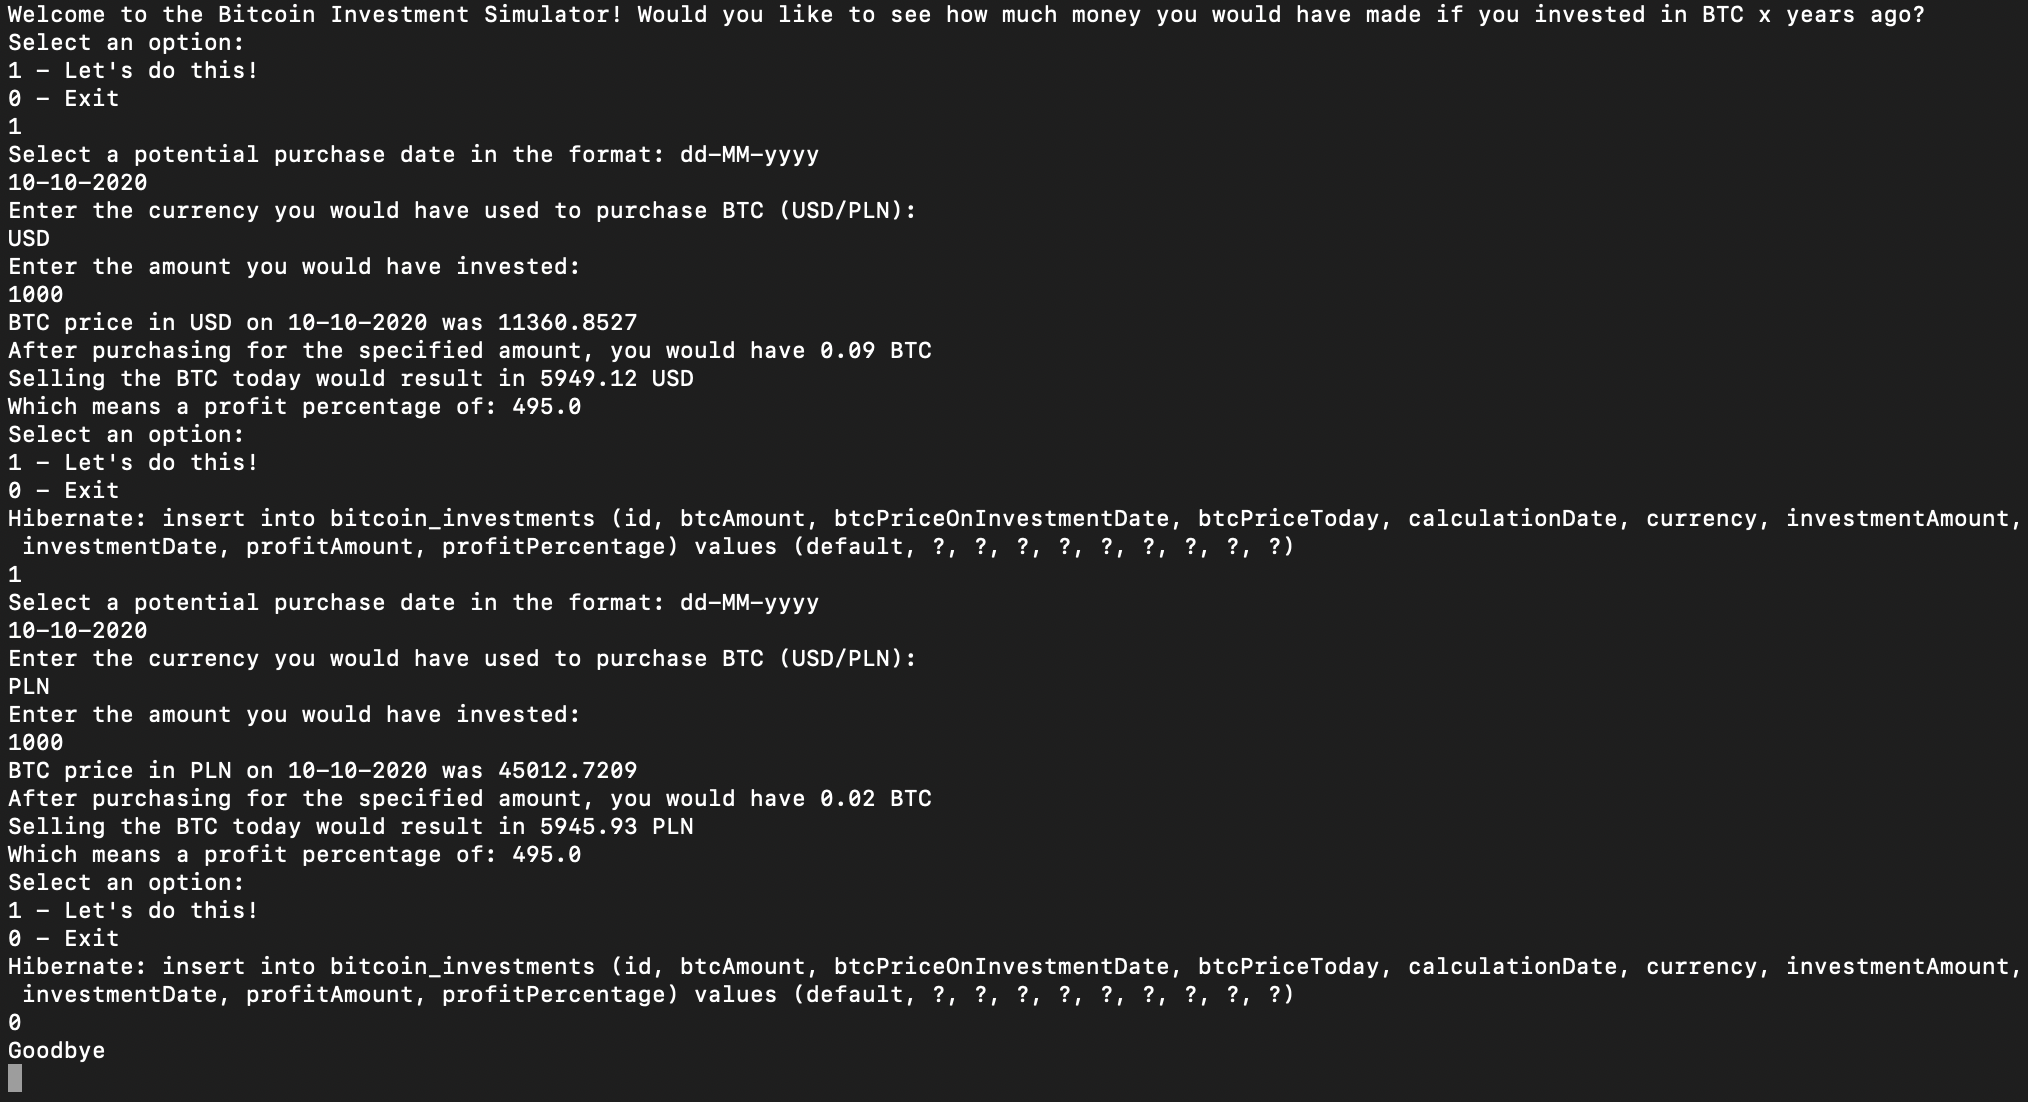 Welcome to the Bitcoin Investment Simulator! Would you like to see how much money you would have made if you invested in BTC x years ago?
Select an option:
1 – Let's do this!
0 – Exit
1
Select a potential purchase date in the format: dd–MM–yyyy
10–10–2020
Enter the currency you would have used to purchase BTC (USD/PLN):
USD
Enter the amount you would have invested:
1000
BTC price in USD on 10–10–2020 was 11360.8527
After purchasing for the specified amount, you would have 0.09 BTC
Selling the BTC today would result in 5949.12 USD
Which means a profit percentage of: 495.0
Select an option:
1 – Let's do this!
0 – Exit
Hibernate: insert into bitcoin_investments (id, btcAmount, btcPriceOnInvestmentDate, btcPriceToday, calculationDate, currency, investmentAmount,
investmentDate, profitAmount, profitPercentage) values (default, ?, ?, ?, ?, ?, ?, ?, ?, ?)
1
Select a potential purchase date in the format: dd–MM–yyyy
10–10–2020
Enter the currency you would have used to purchase BTC (USD/PLN):
PLN
Enter the amount you would have invested:
1000
BTC price in PLN on 10–10–2020 was 45012.7209
After purchasing for the specified amount, you would have 0.02 BTC
Selling the BTC today would result in 5945.93 PLN
Which means a profit percentage of: 495.0
Select an option:
1 – Let's do this!
0 – Exit
Hibernate: insert into bitcoin_investments (id, btcAmount, btcPriceOnInvestmentDate, btcPriceToday, calculationDate, currency, investmentAmount,
investmentDate, profitAmount, profitPercentage) values (default, ?, ?, ?, ?, ?, ?, ?, ?, ?)
0
Goodbye